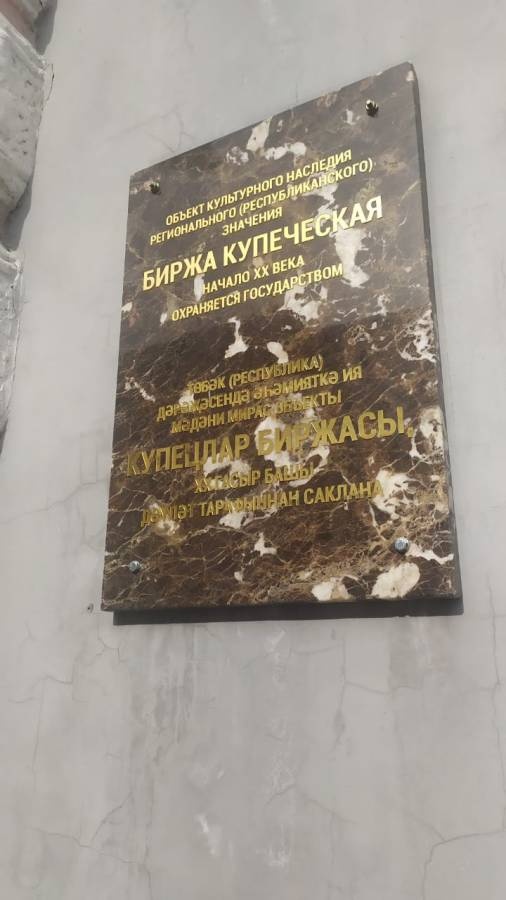 ОБЪЕКТ КУЛЬТУРНОГО НАСЛЕДИЯ
РЕГИОНАЛЬНОГО (РЕСПУБЛИКАНСКОГО)
ЗНАЧЕНИЯ
БИРЖА КУПЕЧЕСКАЯ
НАЧАЛО XX ВЕКА
ОХРАНЯЕТСЯ ГОСУДАРСТВОМ
ТӨБӘК (РЕСПУБЛИКА)
ДӘРӘҖӘСЕНДӘ ӘҺӘМИЯТКӘ ИЯ
МӘДӘНИ МИРАС ОБЪЕКТЫ
КУПЕЦЛАР БИРЖАСЫ,
XX ГАСЫР БАШЫ
ДӘҮЛӘТ ТАРАФЫННАН САКЛАНА